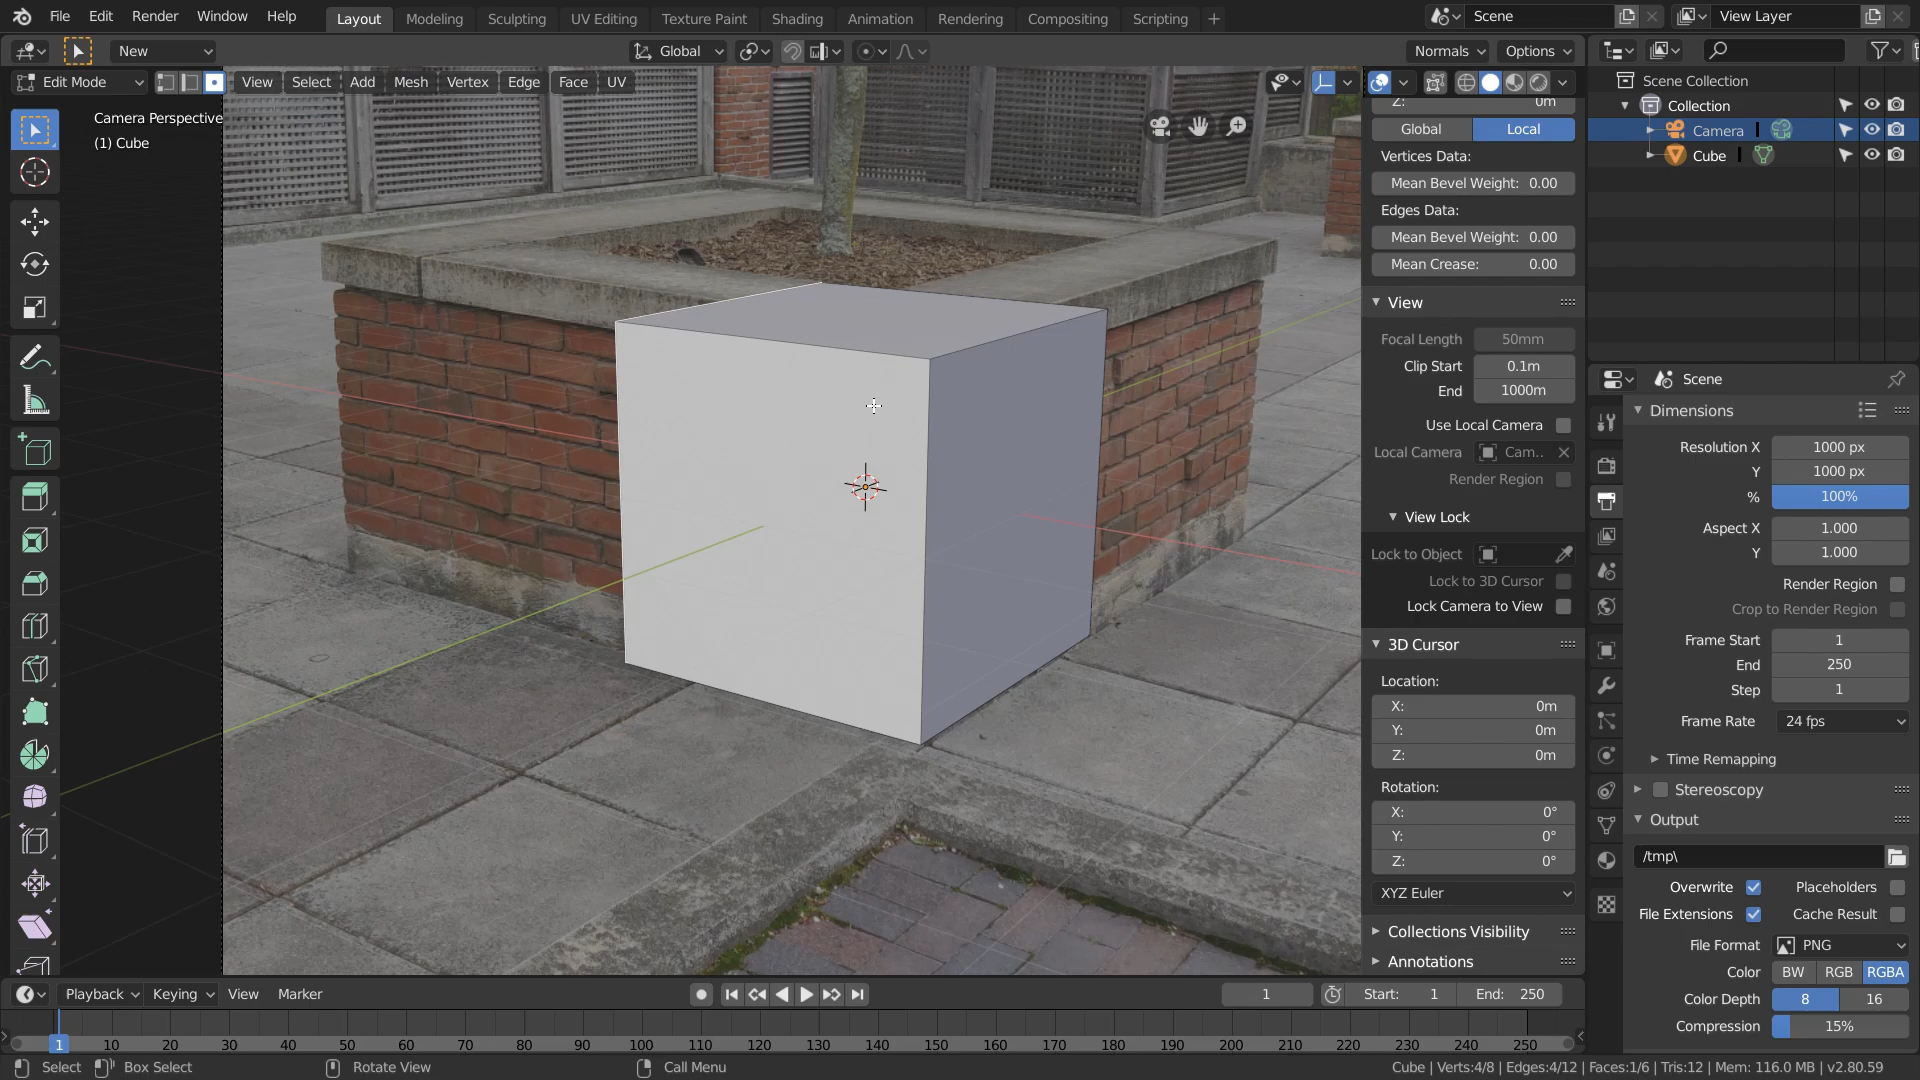 File Edit Render Window Help Layout Modeling Sculpting UV Editing Texture Paint Shading Animation Rendering Compositing Scripting + Scene View Layer
New Global Normals Options
Edit Mode View Select Add Mesh Vertex Edge Face UV
Camera Perspective
(1) Cube
Z: 0m
Global Local
Vertices Data:
Mean Bevel Weight: 0.00
Edges Data:
Mean Bevel Weight: 0.00
Mean Crease: 0.00
View
Focal Length 50mm
Clip Start 0.1m
End 1000m
Use Local Camera
Local Camera Cam..
Render Region
View Lock
Lock to Object
Lock to 3D Cursor
Lock Camera to View
3D Cursor
Location:
X: 0m
Y: 0m
Z: 0m
Rotation:
X: 0°
Y: 0°
Z: 0°
XYZ Euler
Collections Visibility
Annotations
Scene Collection
Collection
Camera
Cube
Scene
Dimensions
Resolution X 1000 px
Y 1000 px
% 100%
Aspect X 1.000
Y 1.000
Render Region
Crop to Render Region
Frame Start 1
End 250
Step 1
Frame Rate 24 fps
Time Remapping
Stereoscopy
Output
/tmp\
Overwrite Placeholders
File Extensions Cache Result
File Format PNG
Color BW RGB RGBA
Color Depth 8 16
Compression 15%
Playback Keying View Marker 1 Start: 1 End: 250
1 10 20 30 40 50 60 70 80 90 100 110 120 130 140 150 160 170 180 190 200 210 220 230 240 250
Select Box Select Rotate View Call Menu Cube | Verts:4/8 | Edges:4/12 | Faces:1/6 | Tris:12 | Mem: 116.0 MB | v2.80.59